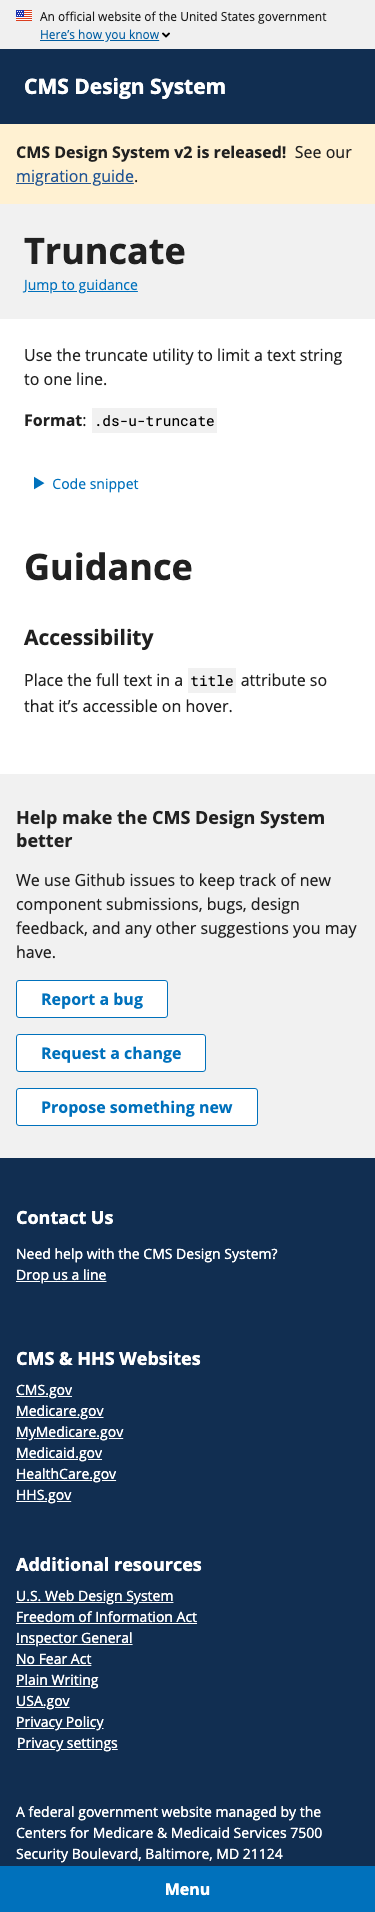 An official website of the United States government
Here's how you know
CMS Design System
CMS Design System v2 is released! See our
migration guide.
Truncate
Jump to guidance
Use the truncate utility to limit a text string
to one line.
Format: .ds-u-truncate
Code snippet
Guidance
Accessibility
Place the full text in a title attribute so
that it’s accessible on hover.
Help make the CMS Design System
better
We use Github issues to keep track of new
component submissions, bugs, design
feedback, and any other suggestions you may
have.
Report a bug
Request a change
Propose something new
Contact Us
Need help with the CMS Design System?
Drop us a line
CMS & HHS Websites
CMS.gov
Medicare.gov
MyMedicare.gov
Medicaid.gov
HealthCare.gov
HHS.gov
Additional resources
U.S. Web Design System
Freedom of Information Act
Inspector General
No Fear Act
Plain Writing
USA.gov
Privacy Policy
Privacy settings
A federal government website managed by the
Centers for Medicare & Medicaid Services 7500
Security Boulevard, Baltimore, MD 21124
Menu